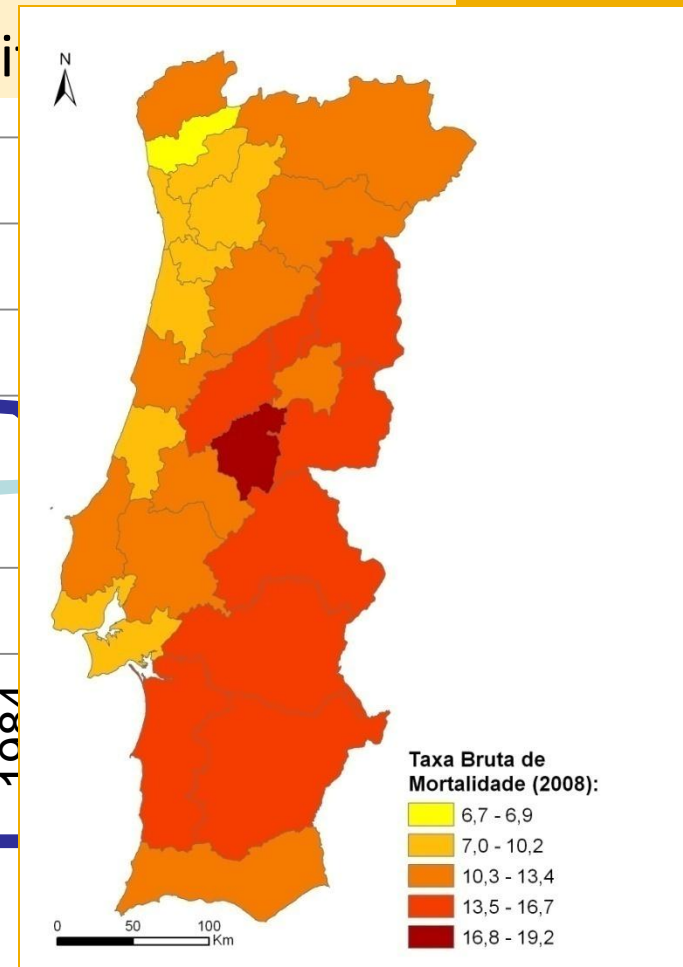 N
Taxa Bruta de
Mortalidade (2008):
6,7 - 6,9
7,0 - 10,2
10,3 - 13,4
13,5 - 16,7
16,8 - 19,2
0 50 100
Km